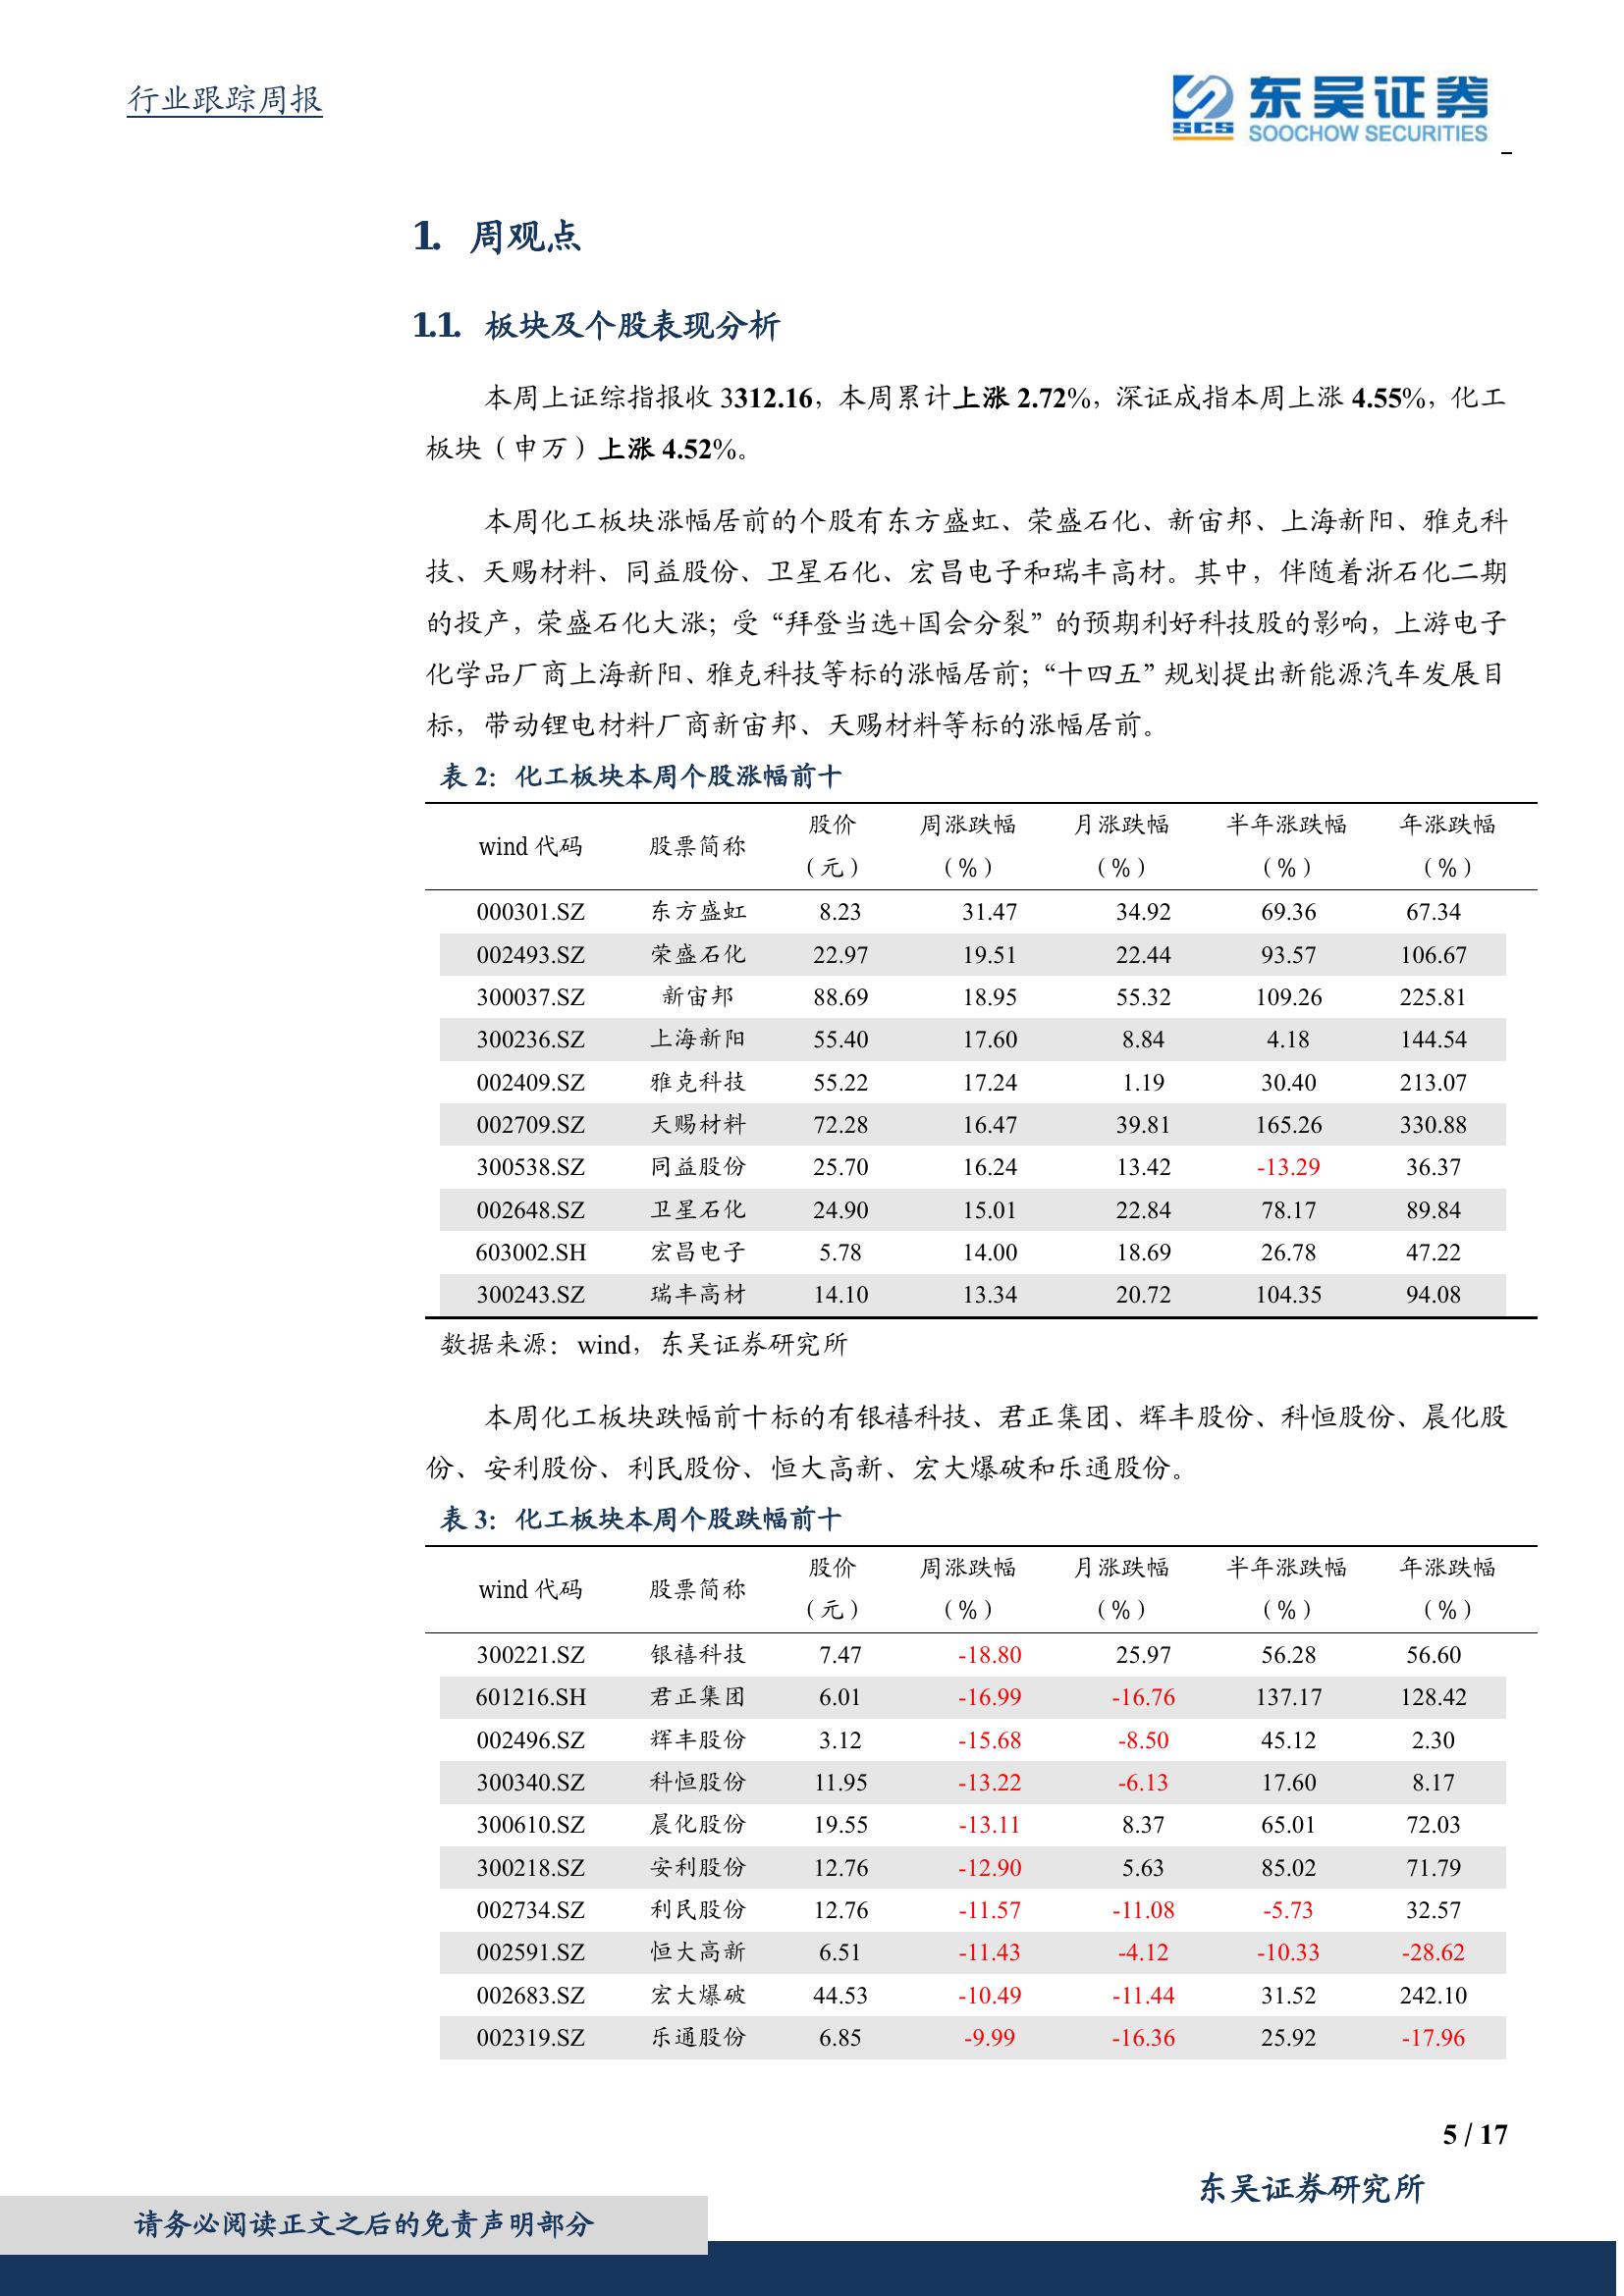 行业跟踪周报
SCS
东吴证券
SOOCHOW SECURITIES
1. 周观点
1.1. 板块及个股表现分析
本周上证综指报收 3312.16，本周累计上涨 2.72%，深证成指本周上涨 4.55%，化工
板块（申万）上涨 4.52%。
本周化工板块涨幅居前的个股有东方盛虹、荣盛石化、新宙邦、上海新阳、雅克科
技、天赐材料、同益股份、卫星石化、宏昌电子和瑞丰高材。其中，伴随着浙石化二期
的投产，荣盛石化大涨；受“拜登当选+国会分裂”的预期利好科技股的影响，上游电子
化学品厂商上海新阳、雅克科技等标的涨幅居前；“十四五”规划提出新能源汽车发展目
标，带动锂电材料厂商新宙邦、天赐材料等标的涨幅居前。
表 2：化工板块本周个股涨幅前十
wind 代码 股票简称 股价（元） 周涨跌幅（%） 月涨跌幅（%） 半年涨跌幅（%） 年涨跌幅（%）
000301.SZ 东方盛虹 8.23 31.47 34.92 69.36 67.34
002493.SZ 荣盛石化 22.97 19.51 22.44 93.57 106.67
300037.SZ 新宙邦 88.69 18.95 55.32 109.26 225.81
300236.SZ 上海新阳 55.40 17.60 8.84 4.18 144.54
002409.SZ 雅克科技 55.22 17.24 1.19 30.40 213.07
002709.SZ 天赐材料 72.28 16.47 39.81 165.26 330.88
300538.SZ 同益股份 25.70 16.24 13.42 -13.29 36.37
002648.SZ 卫星石化 24.90 15.01 22.84 78.17 89.84
603002.SH 宏昌电子 5.78 14.00 18.69 26.78 47.22
300243.SZ 瑞丰高材 14.10 13.34 20.72 104.35 94.08
数据来源：wind，东吴证券研究所
本周化工板块跌幅前十标的有银禧科技、君正集团、辉丰股份、科恒股份、晨化股
份、安利股份、利民股份、恒大高新、宏大爆破和乐通股份。
表 3：化工板块本周个股跌幅前十
wind 代码 股票简称 股价（元） 周涨跌幅（%） 月涨跌幅（%） 半年涨跌幅（%） 年涨跌幅（%）
300221.SZ 银禧科技 7.47 -18.80 25.97 56.28 56.60
601216.SH 君正集团 6.01 -16.99 -16.76 137.17 128.42
002496.SZ 辉丰股份 3.12 -15.68 -8.50 45.12 2.30
300340.SZ 科恒股份 11.95 -13.22 -6.13 17.60 8.17
300610.SZ 晨化股份 19.55 -13.11 8.37 65.01 72.03
300218.SZ 安利股份 12.76 -12.90 5.63 85.02 71.79
002734.SZ 利民股份 12.76 -11.57 -11.08 -5.73 32.57
002591.SZ 恒大高新 6.51 -11.43 -4.12 -10.33 -28.62
002683.SZ 宏大爆破 44.53 -10.49 -11.44 31.52 242.10
002319.SZ 乐通股份 6.85 -9.99 -16.36 25.92 -17.96
5 / 17
东吴证券研究所
请务必阅读正文之后的免责声明部分